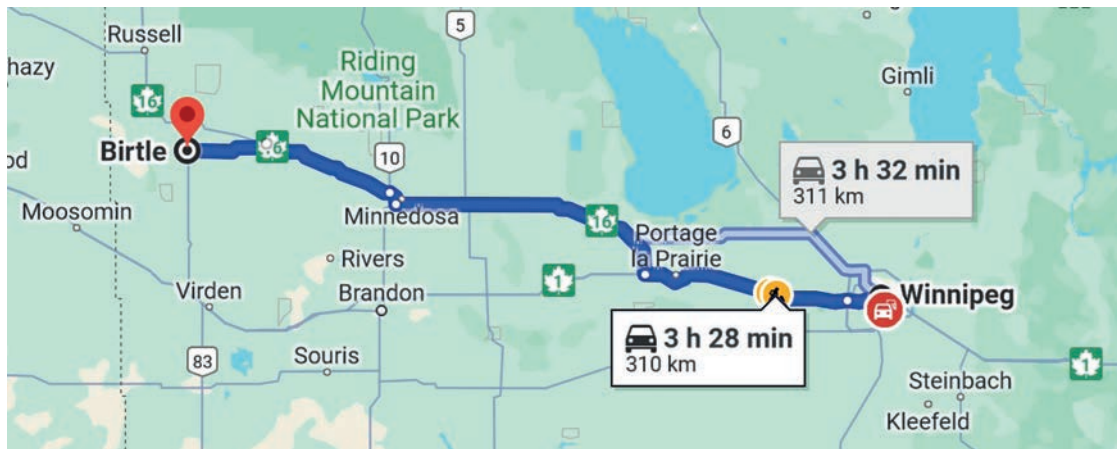 5
Russell
hazy
16
Riding
Mountain
National Park
Gimli
6
Birtle
16
10
3 h 32 min
311 km
od
Moosomin
Minnedosa
16
Portage
la Prairie
Rivers
1
Virden
Brandon
Winnipeg
3 h 28 min
310 km
83
Souris
1
Steinbach
Kleefeld